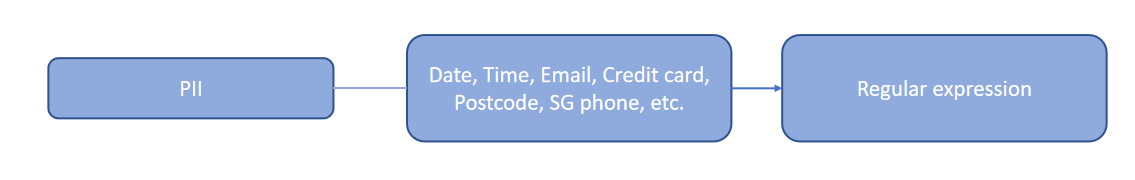 PII
Date, Time, Email, Credit card,
Postcode, SG phone, etc.
Regular expression